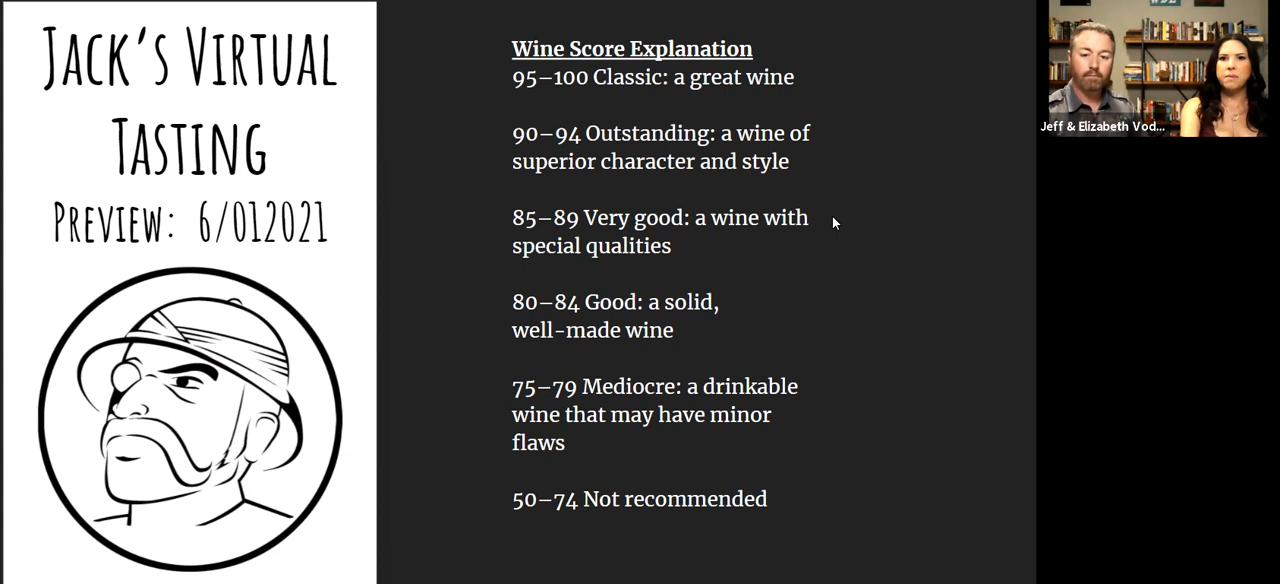 Jack's Virtual
Tasting
Preview: 6/012021
Wine Score Explanation
95–100 Classic: a great wine
90–94 Outstanding: a wine of
superior character and style
85–89 Very good: a wine with
special qualities
80–84 Good: a solid,
well-made wine
75–79 Mediocre: a drinkable
wine that may have minor
flaws
50–74 Not recommended
Jeff & Elizabeth Vod...